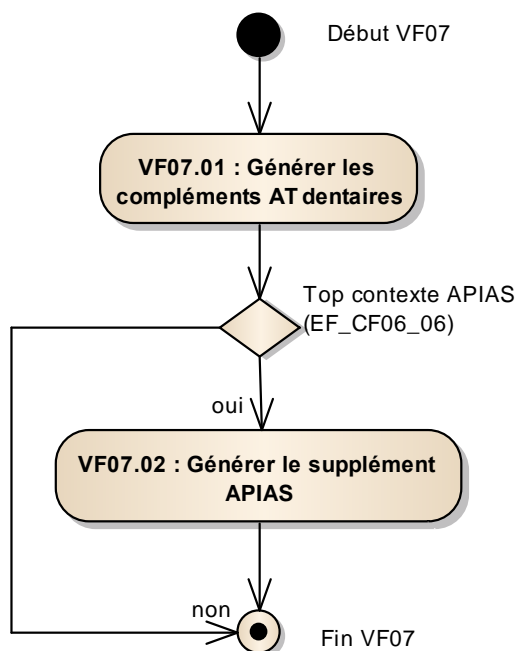 Début VF07
VF07.01 : Générer les
compléments AT dentaires
Top contexte APIAS
(EF_CF06_06)
oui
VF07.02 : Générer le supplément
APIAS
non
Fin VF07